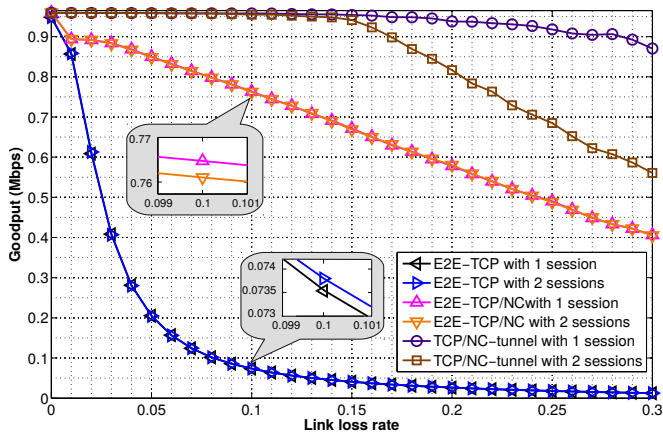 Goodput (Mbps)
0.9
0.8
0.7
0.6
0.5
0.4
0.3
0.2
0.1
0
0.77
0.76
0.099 0.1 0.101
0.074
0.0735
0.073
0.099 0.1 0.101
E2E-TCP with 1 session
E2E-TCP with 2 sessions
E2E-TCP/NCwith 1 session
E2E-TCP/NC with 2 sessions
TCP/NC-tunnel with 1 session
TCP/NC-tunnel with 2 sessions
0 0.05 0.1 0.15 0.2 0.25 0.3
Link loss rate